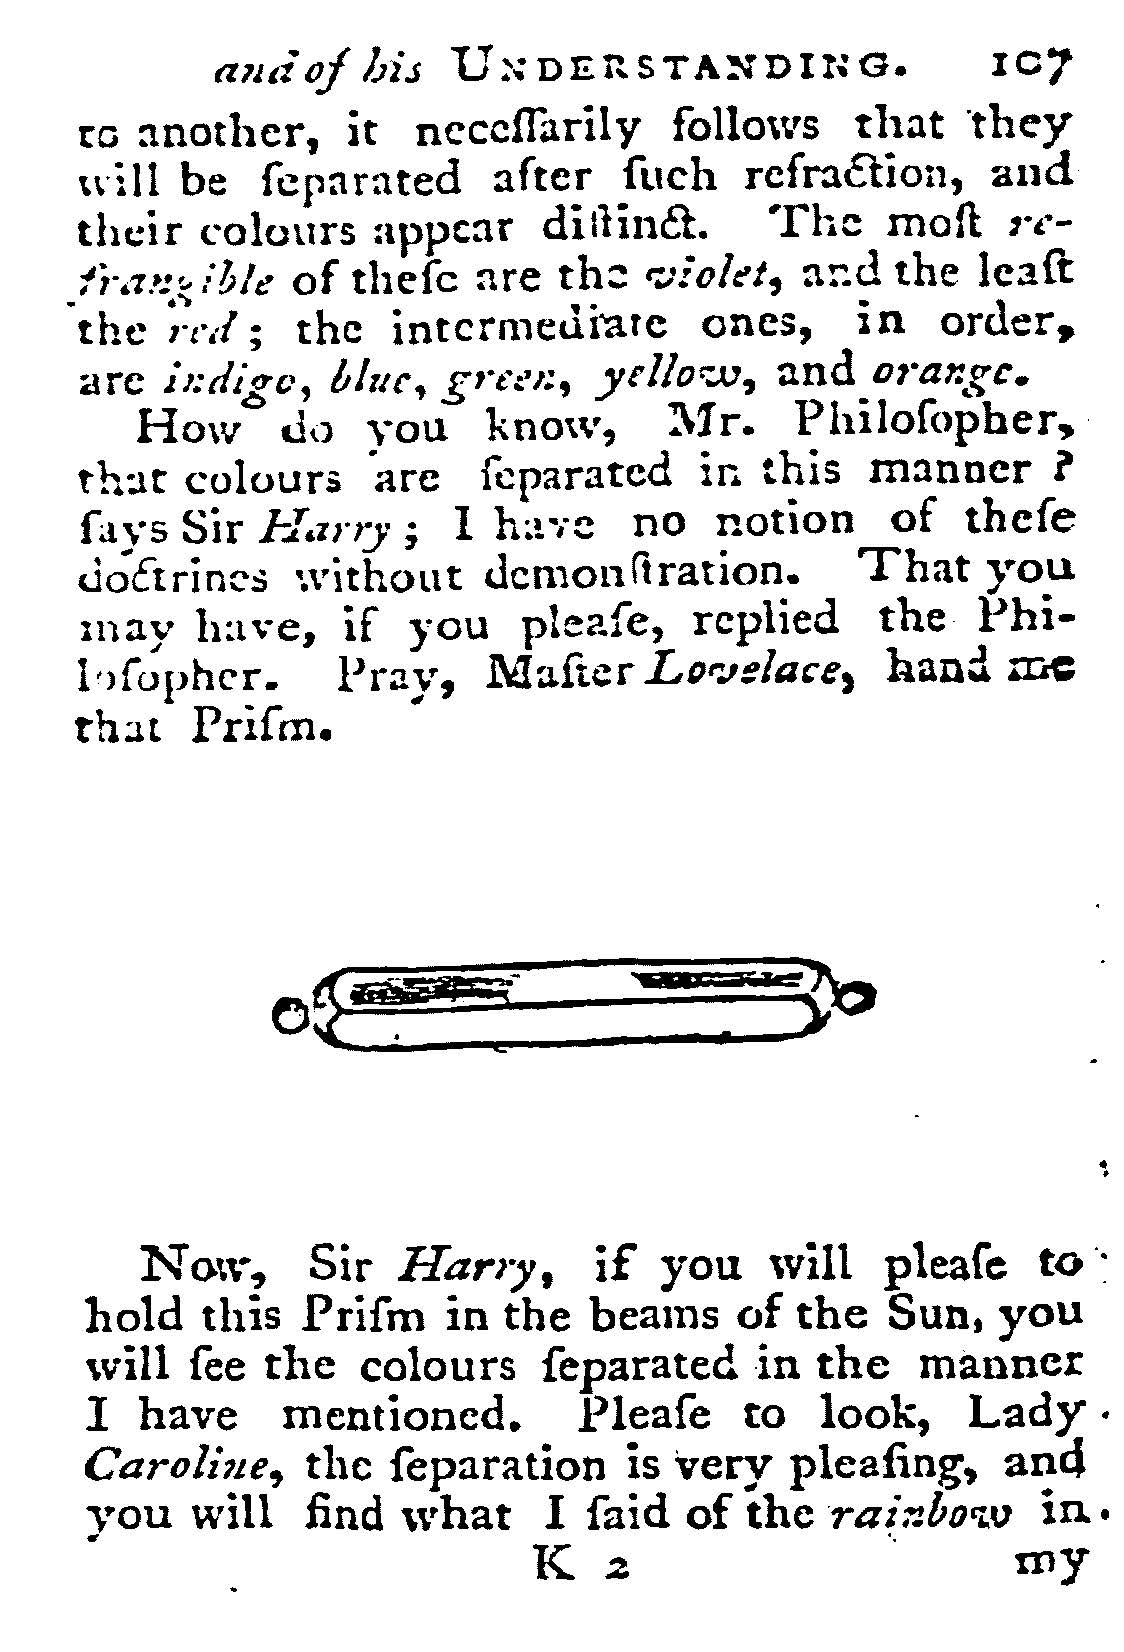 and of his UNDERSTANDING. 107
to another, it neceſſarily follows that they
will be ſeparated after ſuch refraction, and
their colours appear diſtinct. The moſt re-
frangible of theſe are the violet, and the leaſt
the red; the intermediate ones, in order,
are indigo, blue, green, yellow, and orange.
How do you know, Mr. Philoſopher,
that colours are ſeparated in this manner?
ſays Sir Harry; I have no notion of theſe
doctrines without demonſtration. That you
may have, if you pleaſe, replied the Phi-
loſopher. Pray, Maſter Lovelace, hand me
that Priſm.
Now, Sir Harry, if you will pleaſe to
hold this Priſm in the beams of the Sun, you
will ſee the colours ſeparated in the manner
I have mentioned. Pleaſe to look, Lady
Caroline, the ſeparation is very pleaſing, and
you will find what I ſaid of the rainbow in
K 2 my